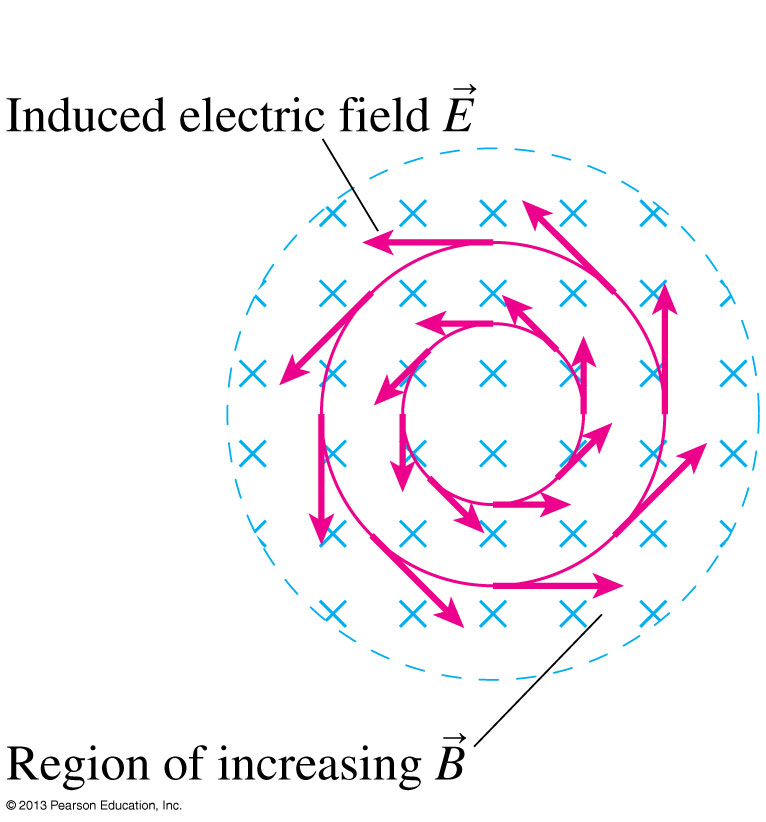 Induced electric field E⃗
Region of increasing B⃗
© 2013 Pearson Education, Inc.